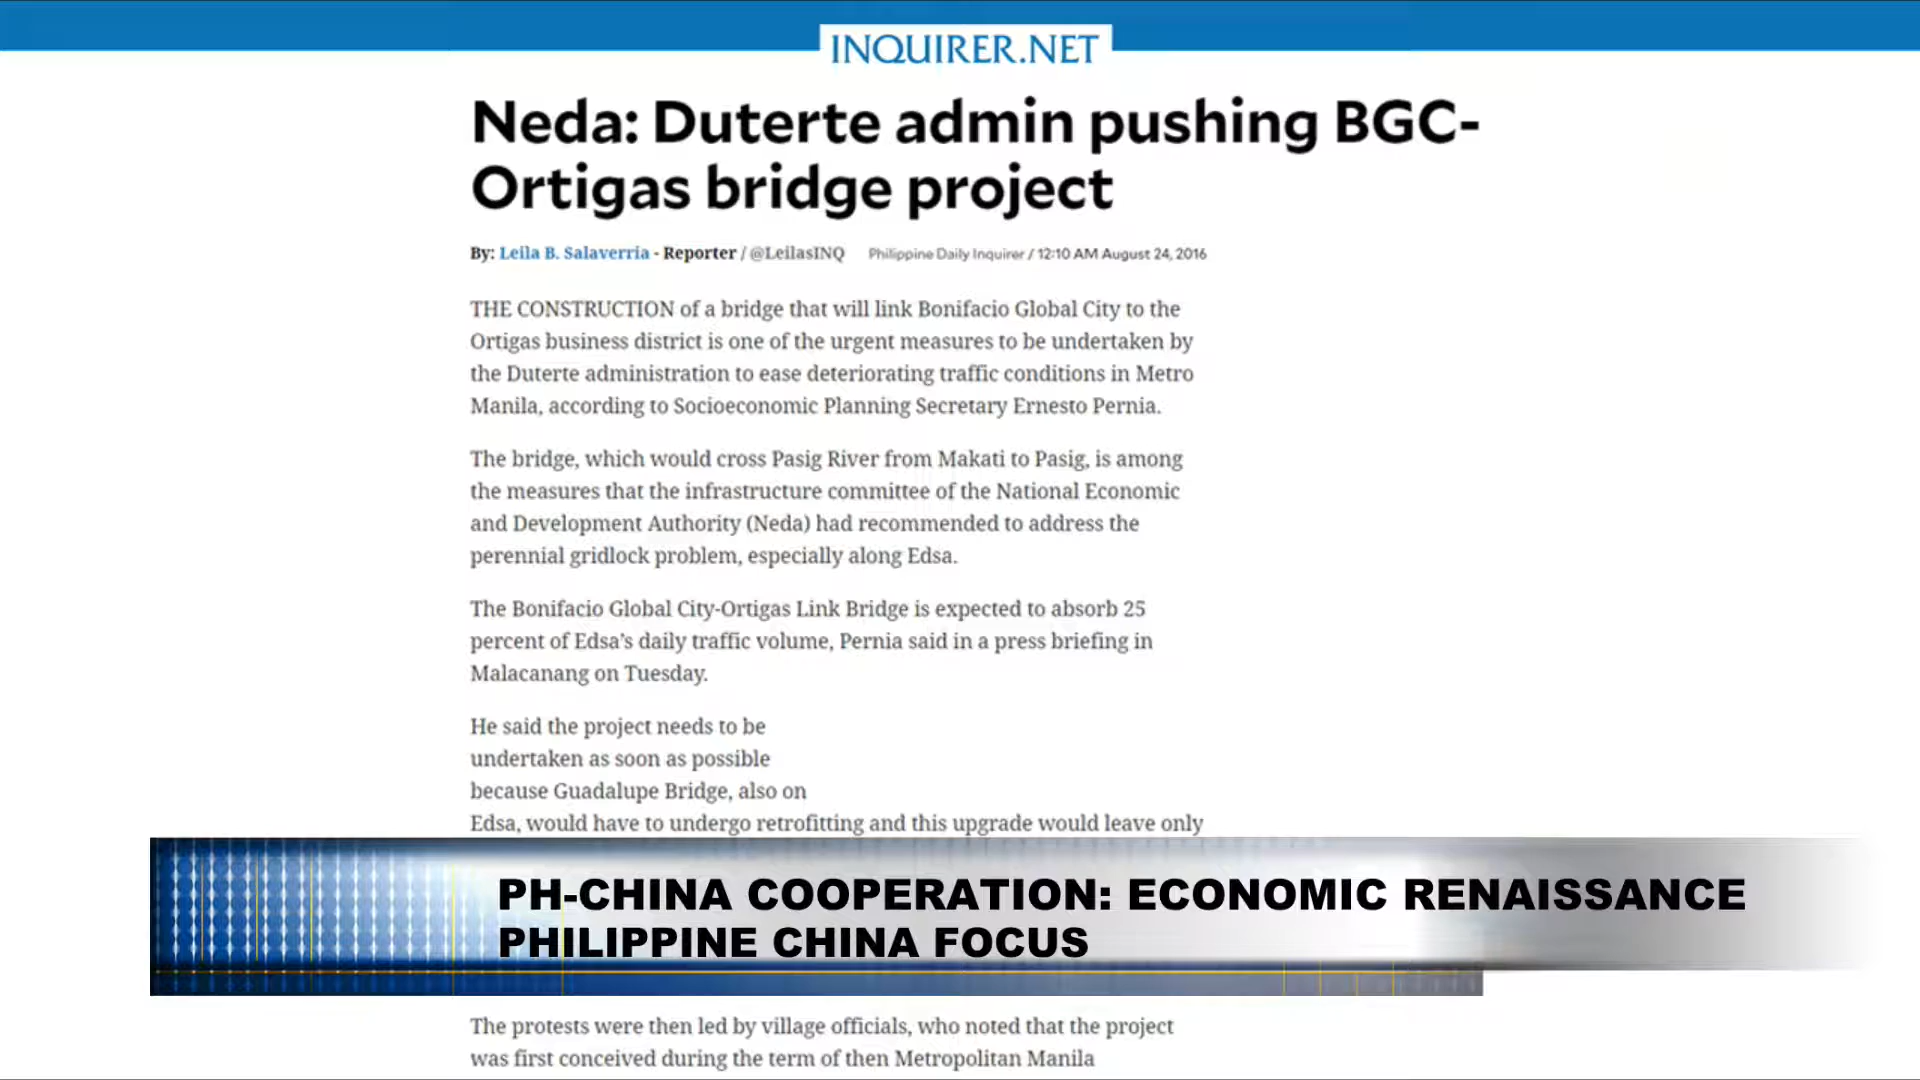 INQUIRER.NET
Neda: Duterte admin pushing BGC-
Ortigas bridge project
By: Leila B. Salaverria - Reporter / @LeilasINQ Philippine Daily Inquirer / 12:10 AM August 24, 2016
THE CONSTRUCTION of a bridge that will link Bonifacio Global City to the
Ortigas business district is one of the urgent measures to be undertaken by
the Duterte administration to ease deteriorating traffic conditions in Metro
Manila, according to Socioeconomic Planning Secretary Ernesto Pernia.
The bridge, which would cross Pasig River from Makati to Pasig, is among
the measures that the infrastructure committee of the National Economic
and Development Authority (Neda) had recommended to address the
perennial gridlock problem, especially along Edsa.
The Bonifacio Global City-Ortigas Link Bridge is expected to absorb 25
percent of Edsa's daily traffic volume, Pernia said in a press briefing in
Malacanang on Tuesday.
He said the project needs to be
undertaken as soon as possible
because Guadalupe Bridge, also on
Edsa, would have to undergo retrofitting and this upgrade would leave only
PH-CHINA COOPERATION: ECONOMIC RENAISSANCE
PHILIPPINE CHINA FOCUS
The protests were then led by village officials, who noted that the project
was first conceived during the term of then Metropolitan Manila